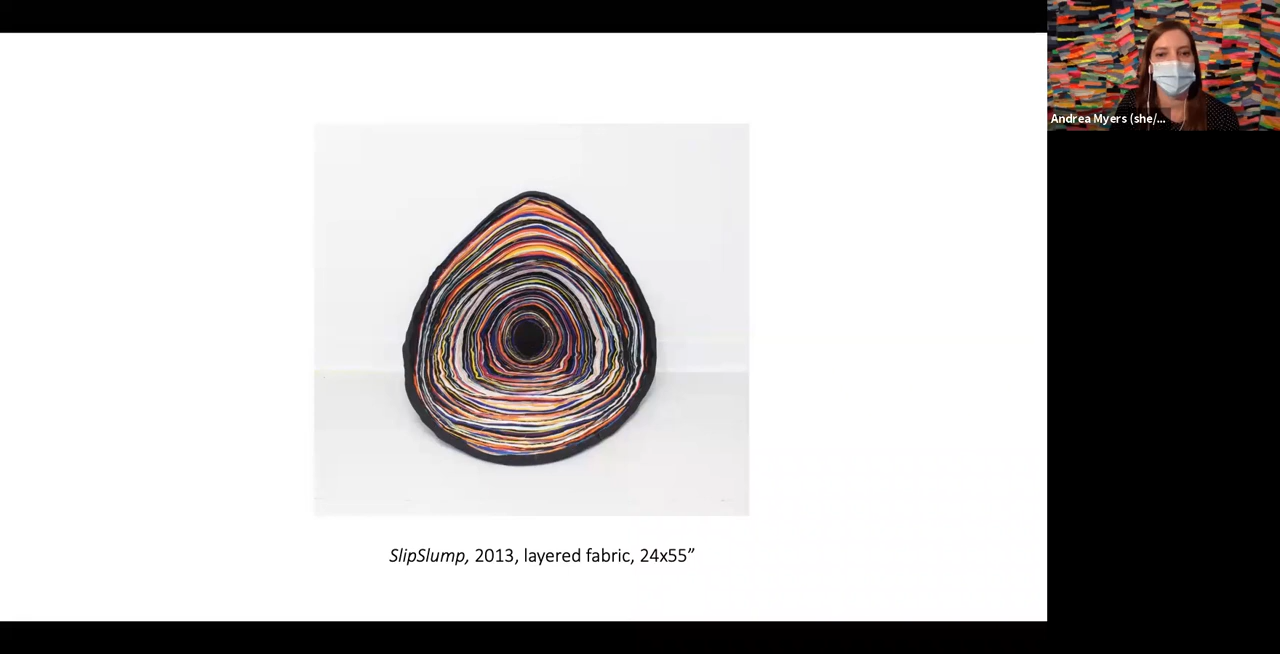 Andrea Myers (she/...
SlipSlump, 2013, layered fabric, 24x55”